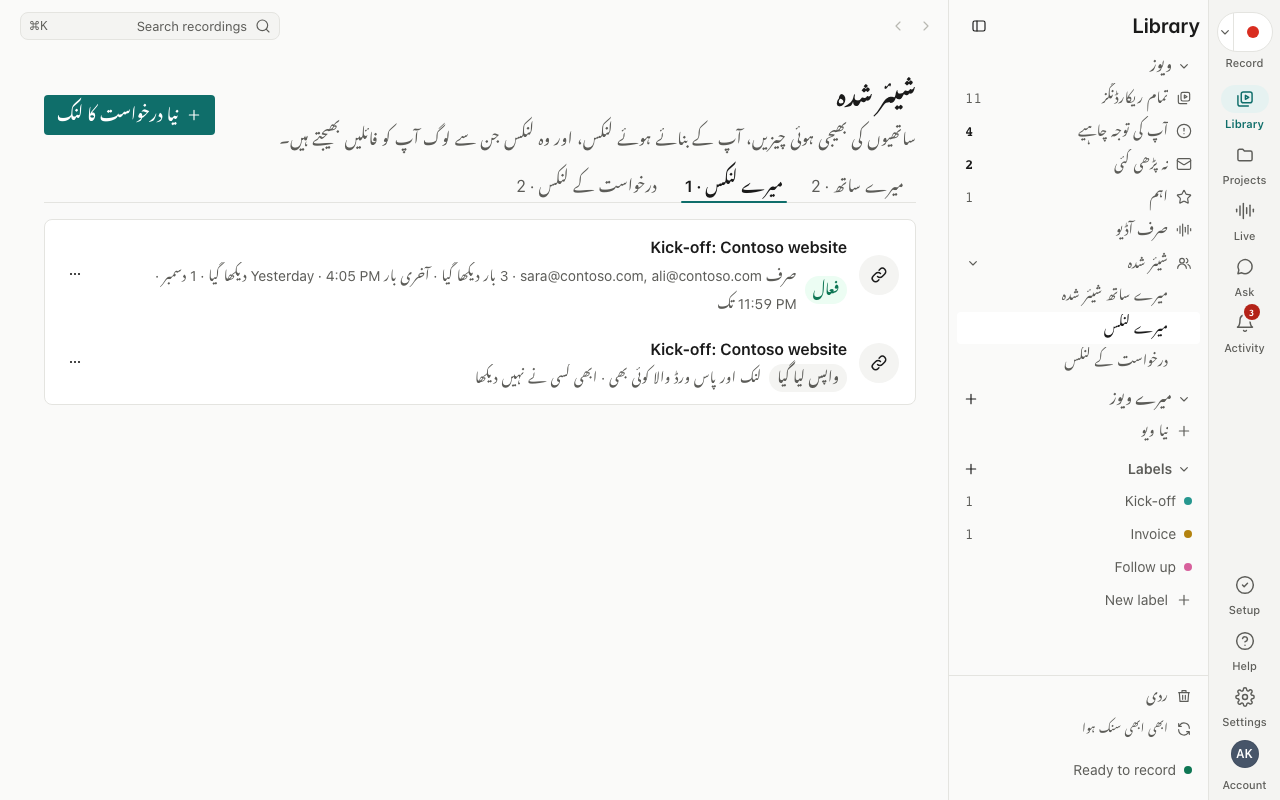 Record
Library
Projects
Live
Ask
3
Activity
Setup
Help
Settings
AK
Account
Library
ویوز
تمام ریکارڈنگز 11
آپ کی توجہ چاہیے 4
نہ پڑھی گئی 2
اہم 1
صرف آڈیو
شیئر شدہ
میرے ساتھ شیئر شدہ
میرے لنکس
درخواست کے لنکس
میرے ویوز
نیا ویو
Labels
Kick-off 1
Invoice 1
Follow up
New label
ردی
ابھی ابھی سنک ہوا
Ready to record
Search recordings ⌘K
شیئر شدہ
ساتھیوں کی بھیجی ہوئی چیزیں، آپ کے بنائے ہوئے لنکس، اور وہ لنکس جن سے لوگ آپ کو فائلیں بھیجتے ہیں۔
نیا درخواست کا لنک
میرے ساتھ · 2 میرے لنکس · 1 درخواست کے لنکس · 2
Kick-off: Contoso website
فعال صرف sara@contoso.com, ali@contoso.com · 3 بار دیکھا گیا · آخری بار Yesterday · 4:05 PM دیکھا گیا · 1 دسمبر ·
11:59 PM تک
Kick-off: Contoso website
واپس لیا گیا لنک اور پاس ورڈ والا کوئی بھی · ابھی کسی نے نہیں دیکھا